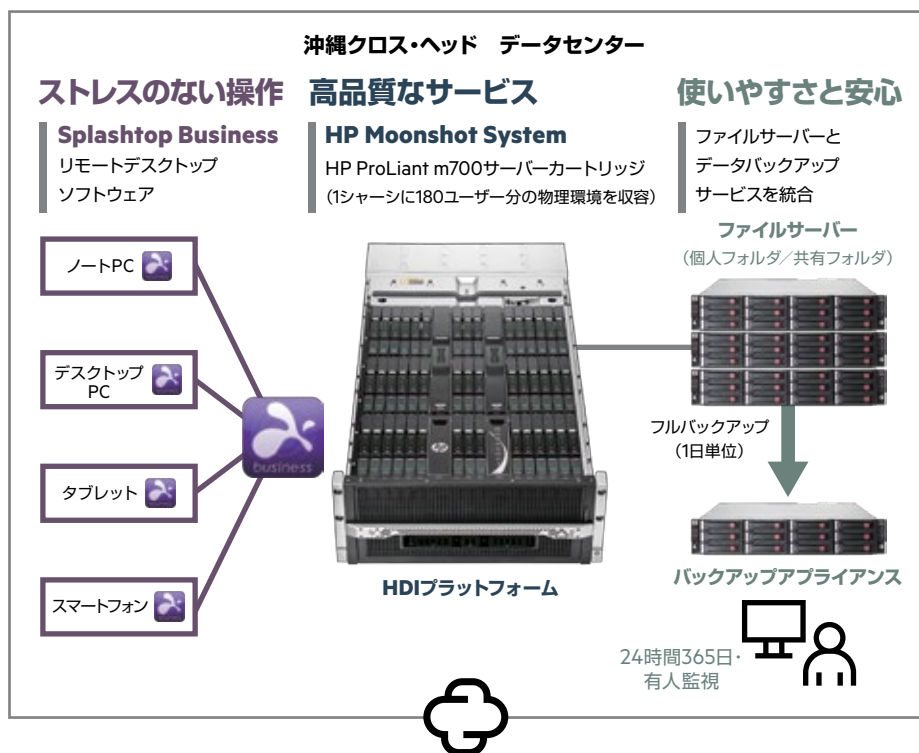 沖縄クロス・ヘッド　データセンター
ストレスのない操作
Splashtop Business
リモートデスクトップ
ソフトウェア
ノートPC
デスクトップ
PC
タブレット
スマートフォン
business
高品質なサービス
HP Moonshot System
HP ProLiant m700サーバーカートリッジ
（1シャーシに180ユーザー分の物理環境を収容）
HDIプラットフォーム
使いやすさと安心
ファイルサーバーと
データバックアップ
サービスを統合
ファイルサーバー
（個人フォルダ／共有フォルダ）
フルバックアップ
（1日単位）
バックアップアプライアンス
24時間365日・
有人監視